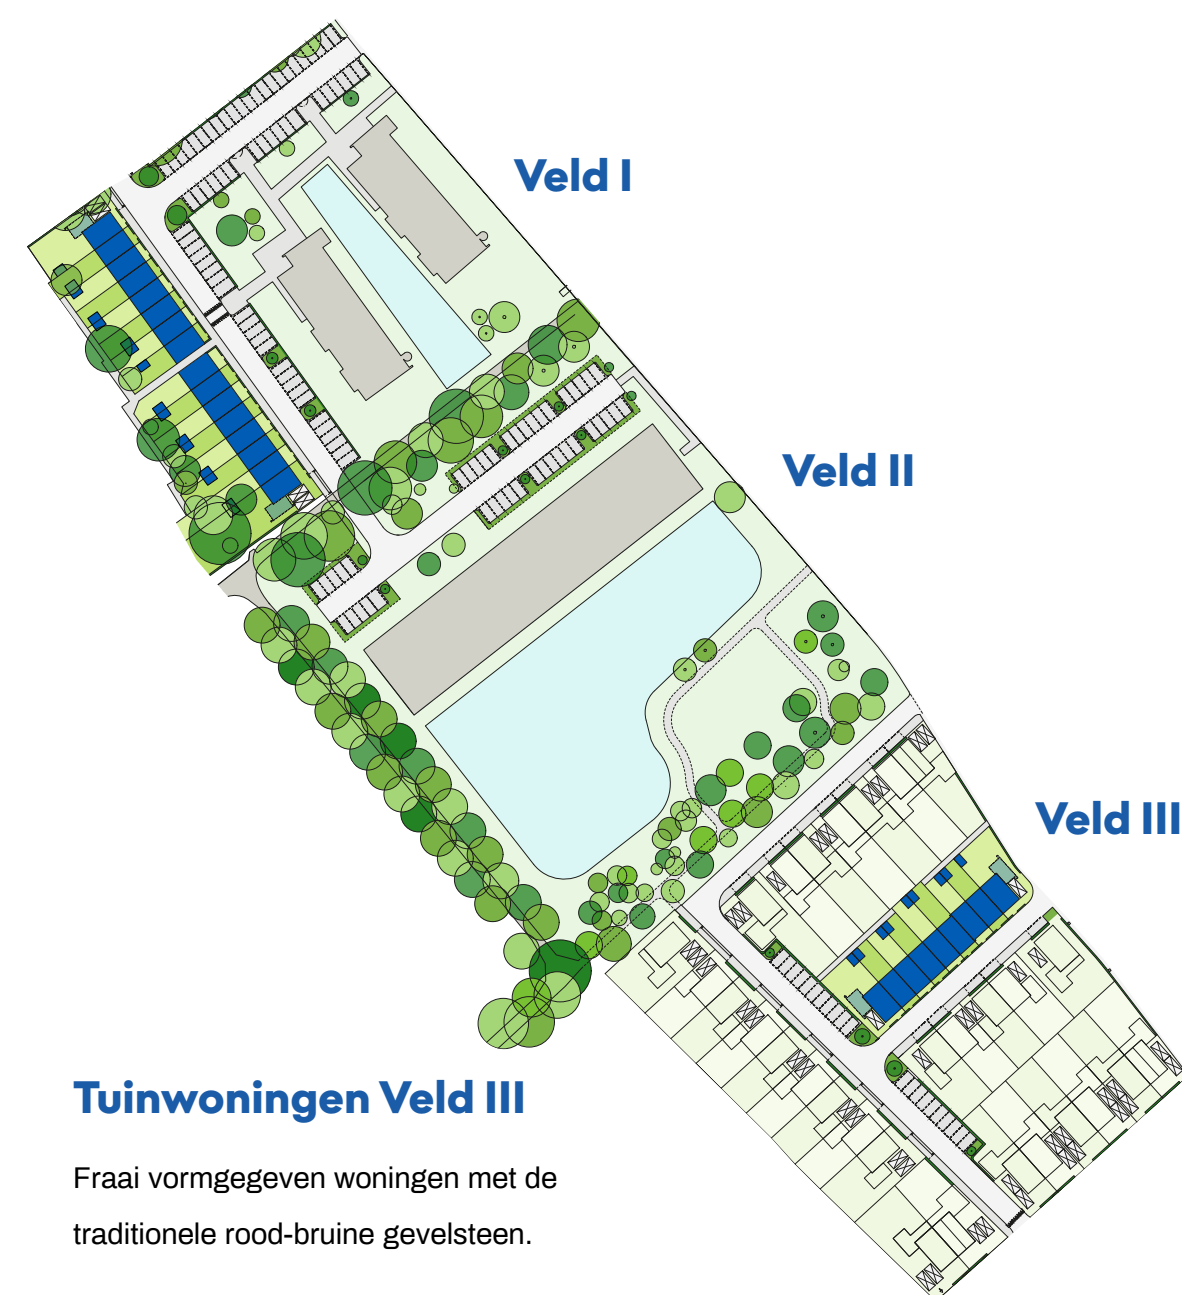 Veld I
Veld II
Veld III
Tuinwoningen Veld III
Fraai vormgegeven woningen met de
traditionele rood-bruine gevelsteen.